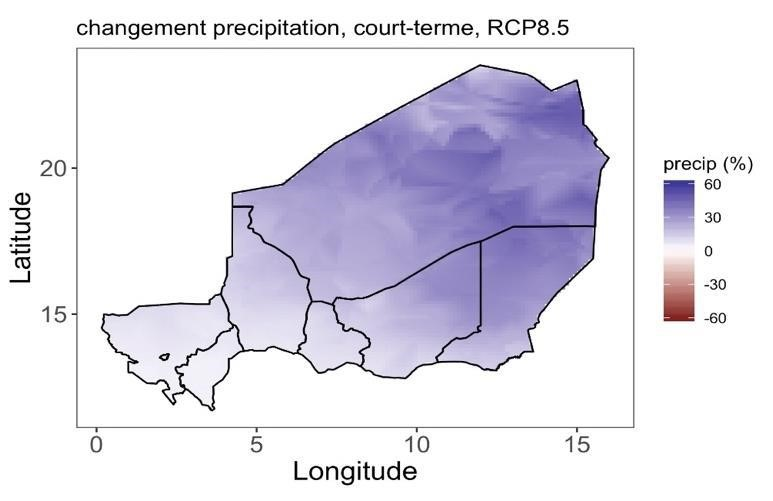 changement precipitation, court-terme, RCP8.5
20
15
Latitude
0 5 10 15
Longitude
precip (%)
60
30
0
-30
-60